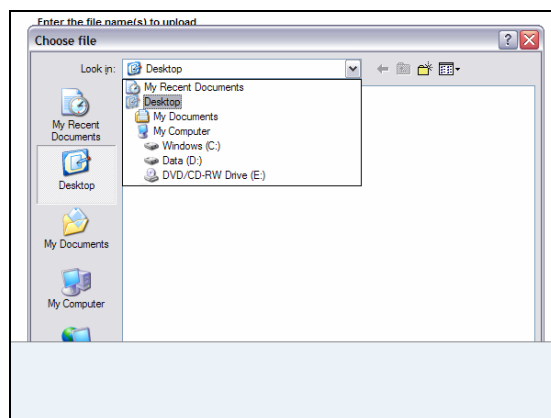 Enter the file name(s) to upload
Choose file
Look in:
Desktop
My Recent Documents
Desktop
My Documents
My Computer
Windows (C:)
Data (D:)
DVD/CD-RW Drive (E:)
My Recent
Documents
Desktop
My Documents
My Computer